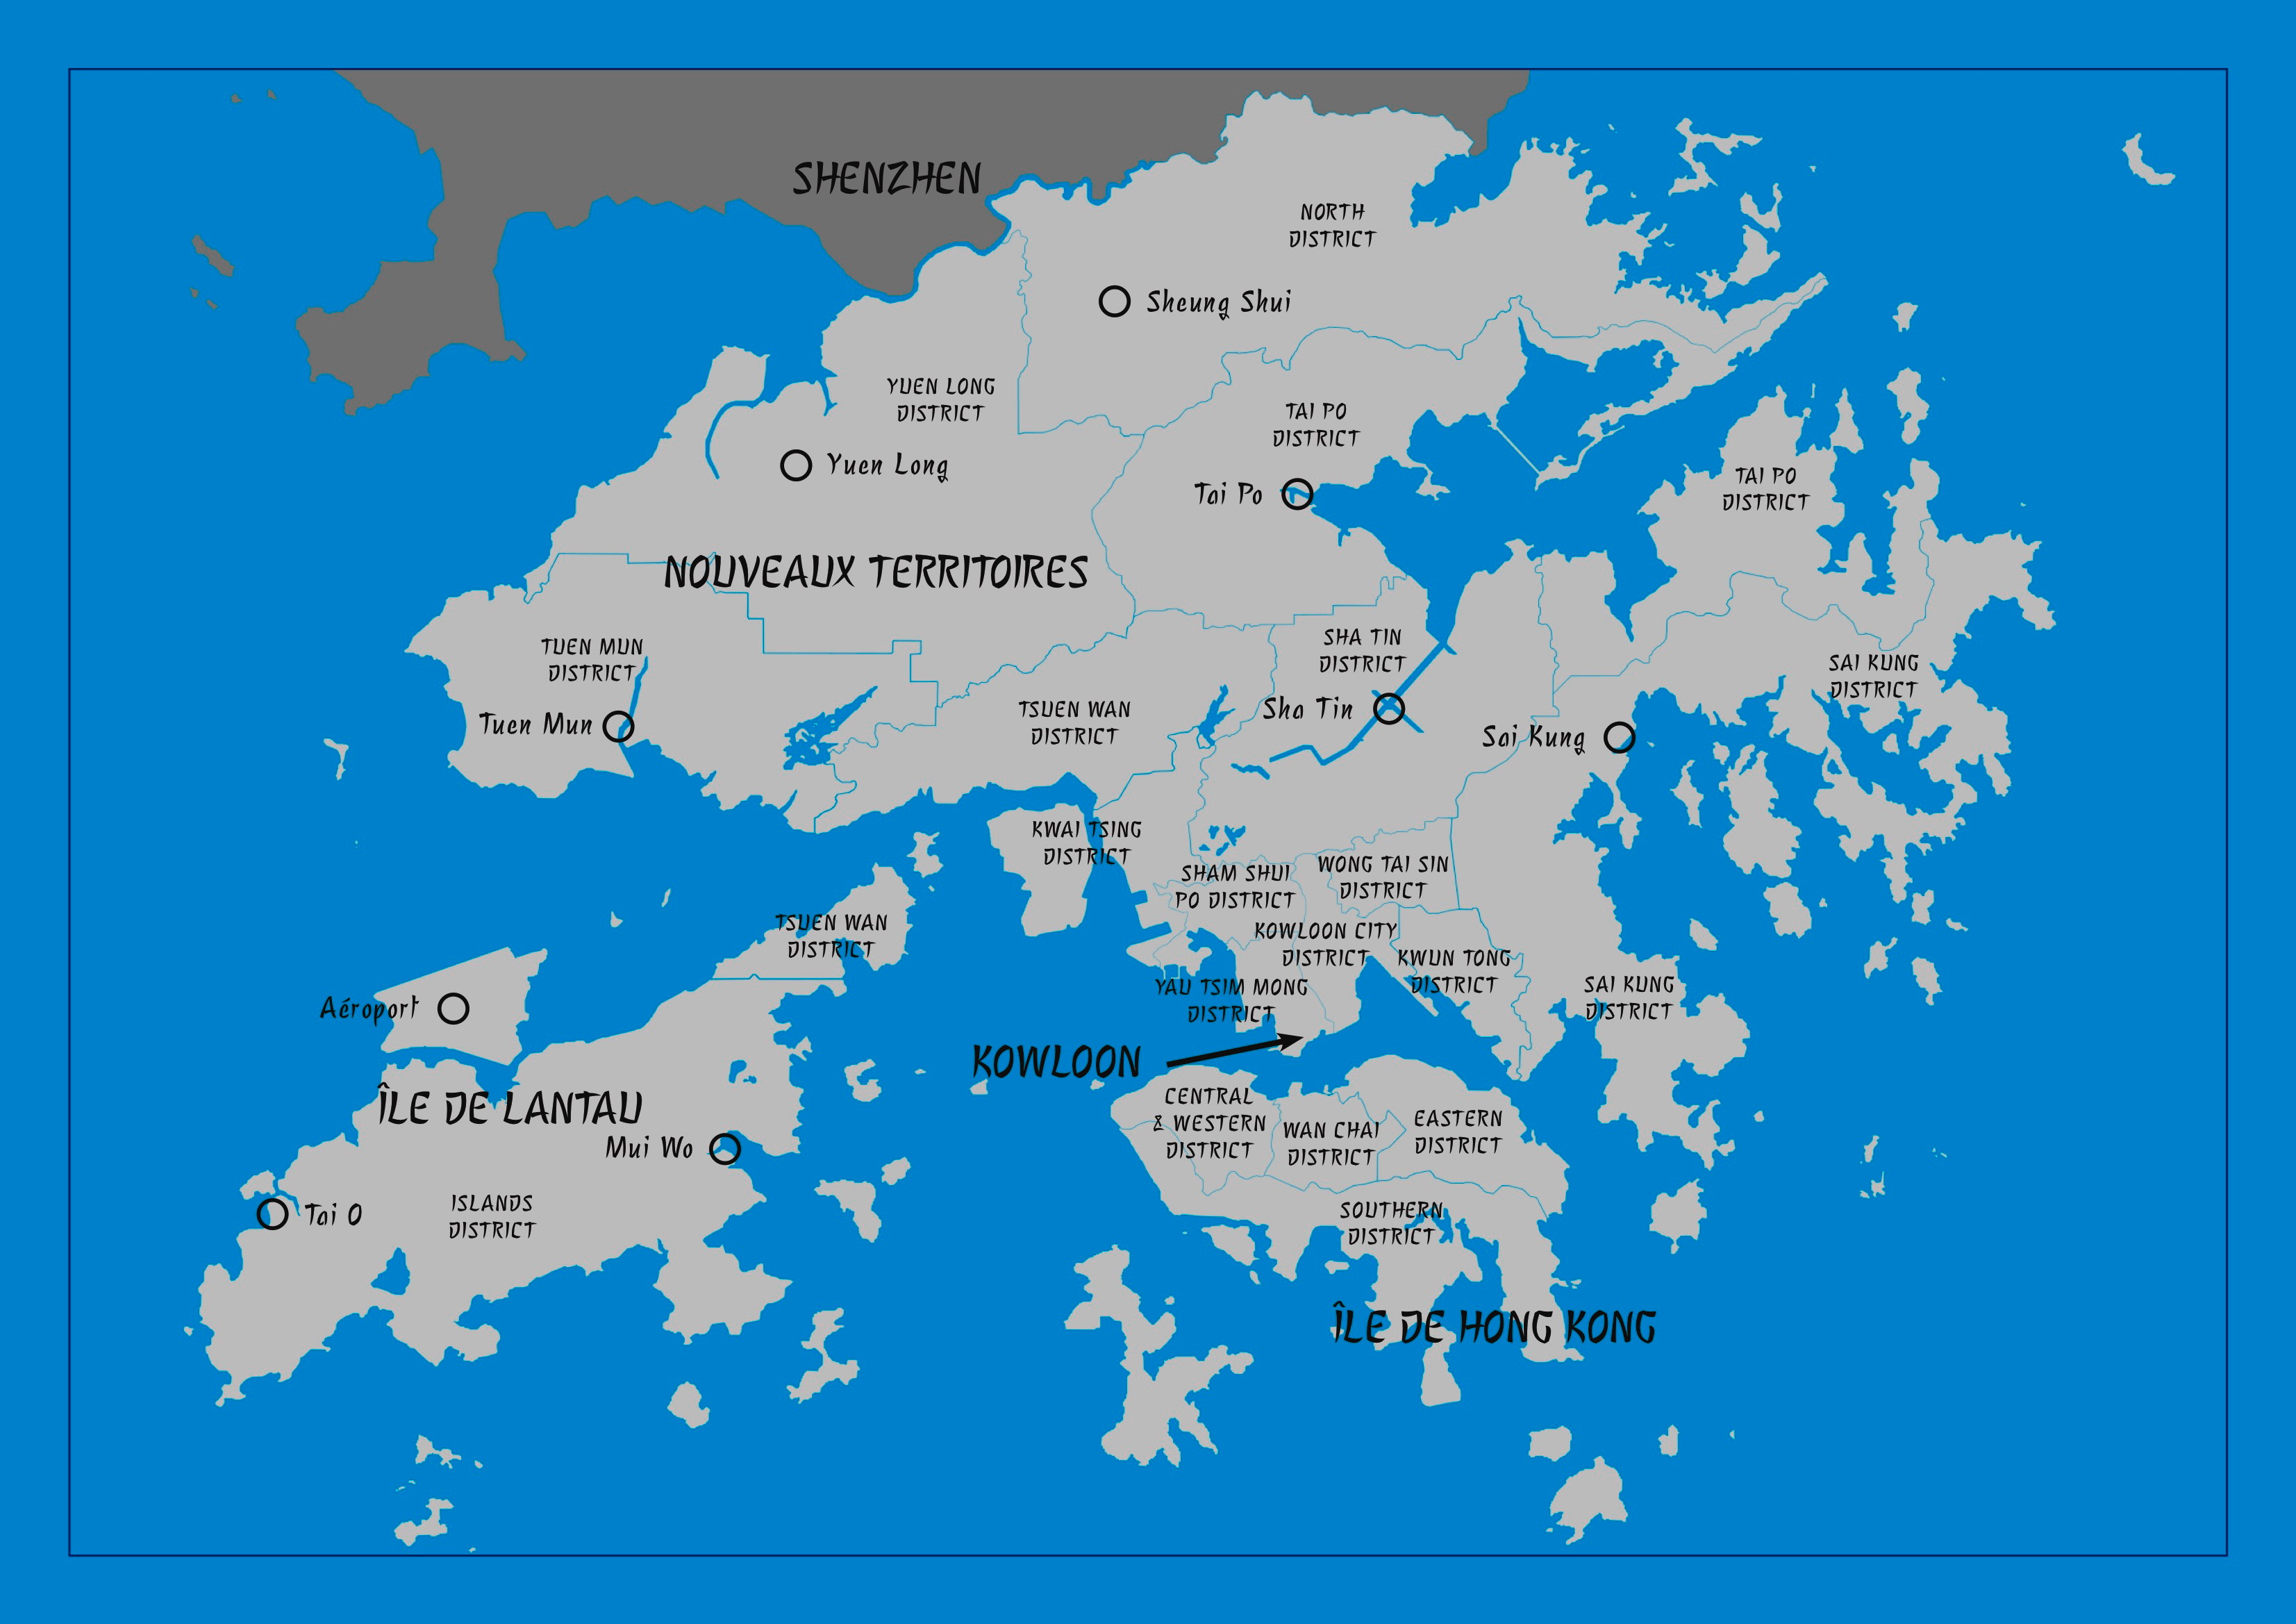 SHENZHEN
NORTH
DISTRICT
Sheung Shui
YUEN LONG
DISTRICT
TAI PO
DISTRICT
Yuen Long
Tai Po
TAI PO
DISTRICT
NOUVEAUX TERRITOIRES
TUEN MUN
DISTRICT
SHA TIN
DISTRICT
SAI KUNG
DISTRICT
Tuen Mun
TSUEN WAN
DISTRICT
Sha Tin
Sai Kung
KWAI TSING
DISTRICT
SHAM SHUI
PO DISTRICT
WONG TAI SIN
DISTRICT
TSUEN WAN
DISTRICT
KOWLOON CITY
DISTRICT
KWUN TONG
DISTRICT
YAU TSIM MONG
DISTRICT
SAI KUNG
DISTRICT
Aéroport
KOWLOON
ÎLE DE LANTAU
CENTRAL
& WESTERN
DISTRICT
WAN CHAI
DISTRICT
EASTERN
DISTRICT
Mui Wo
Tai O
ISLANDS
DISTRICT
SOUTHERN
DISTRICT
ÎLE DE HONG KONG